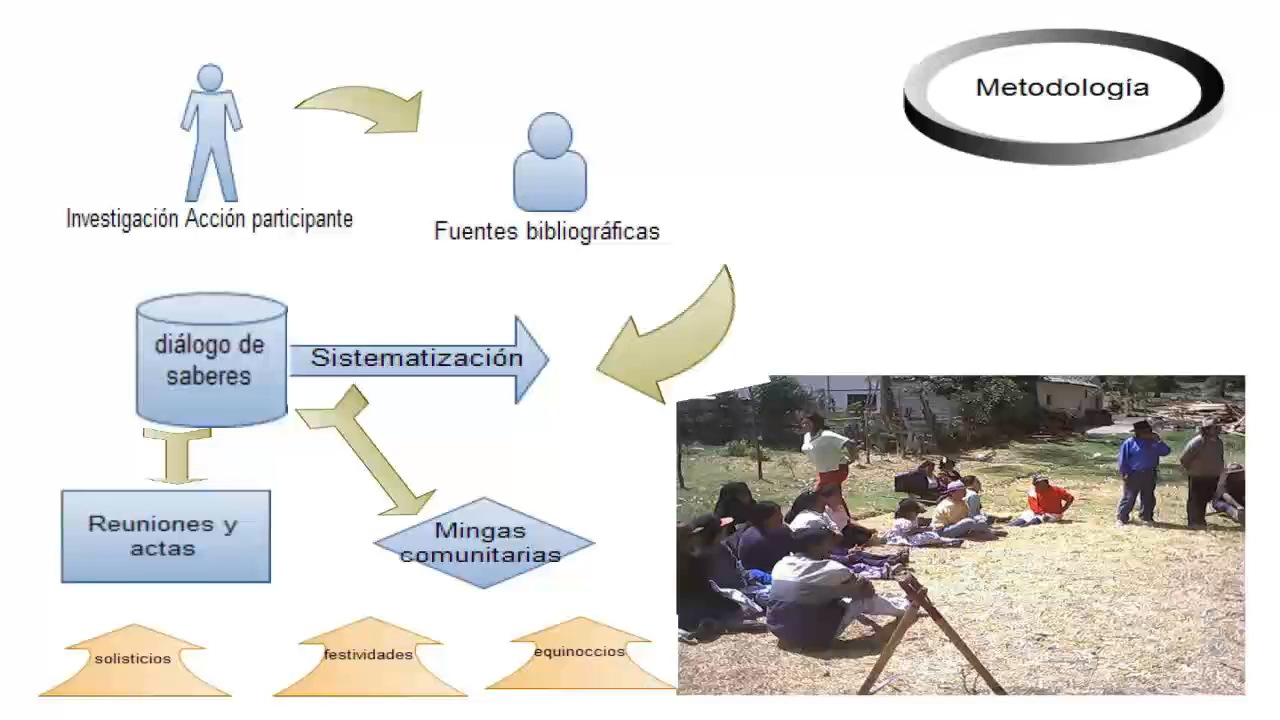 Metodología
Investigación Acción participante
Fuentes bibliográficas
diálogo de
saberes
Sistematización
Reuniones y
actas
Mingas
comunitarias
solisticios
festividades
equinoccios